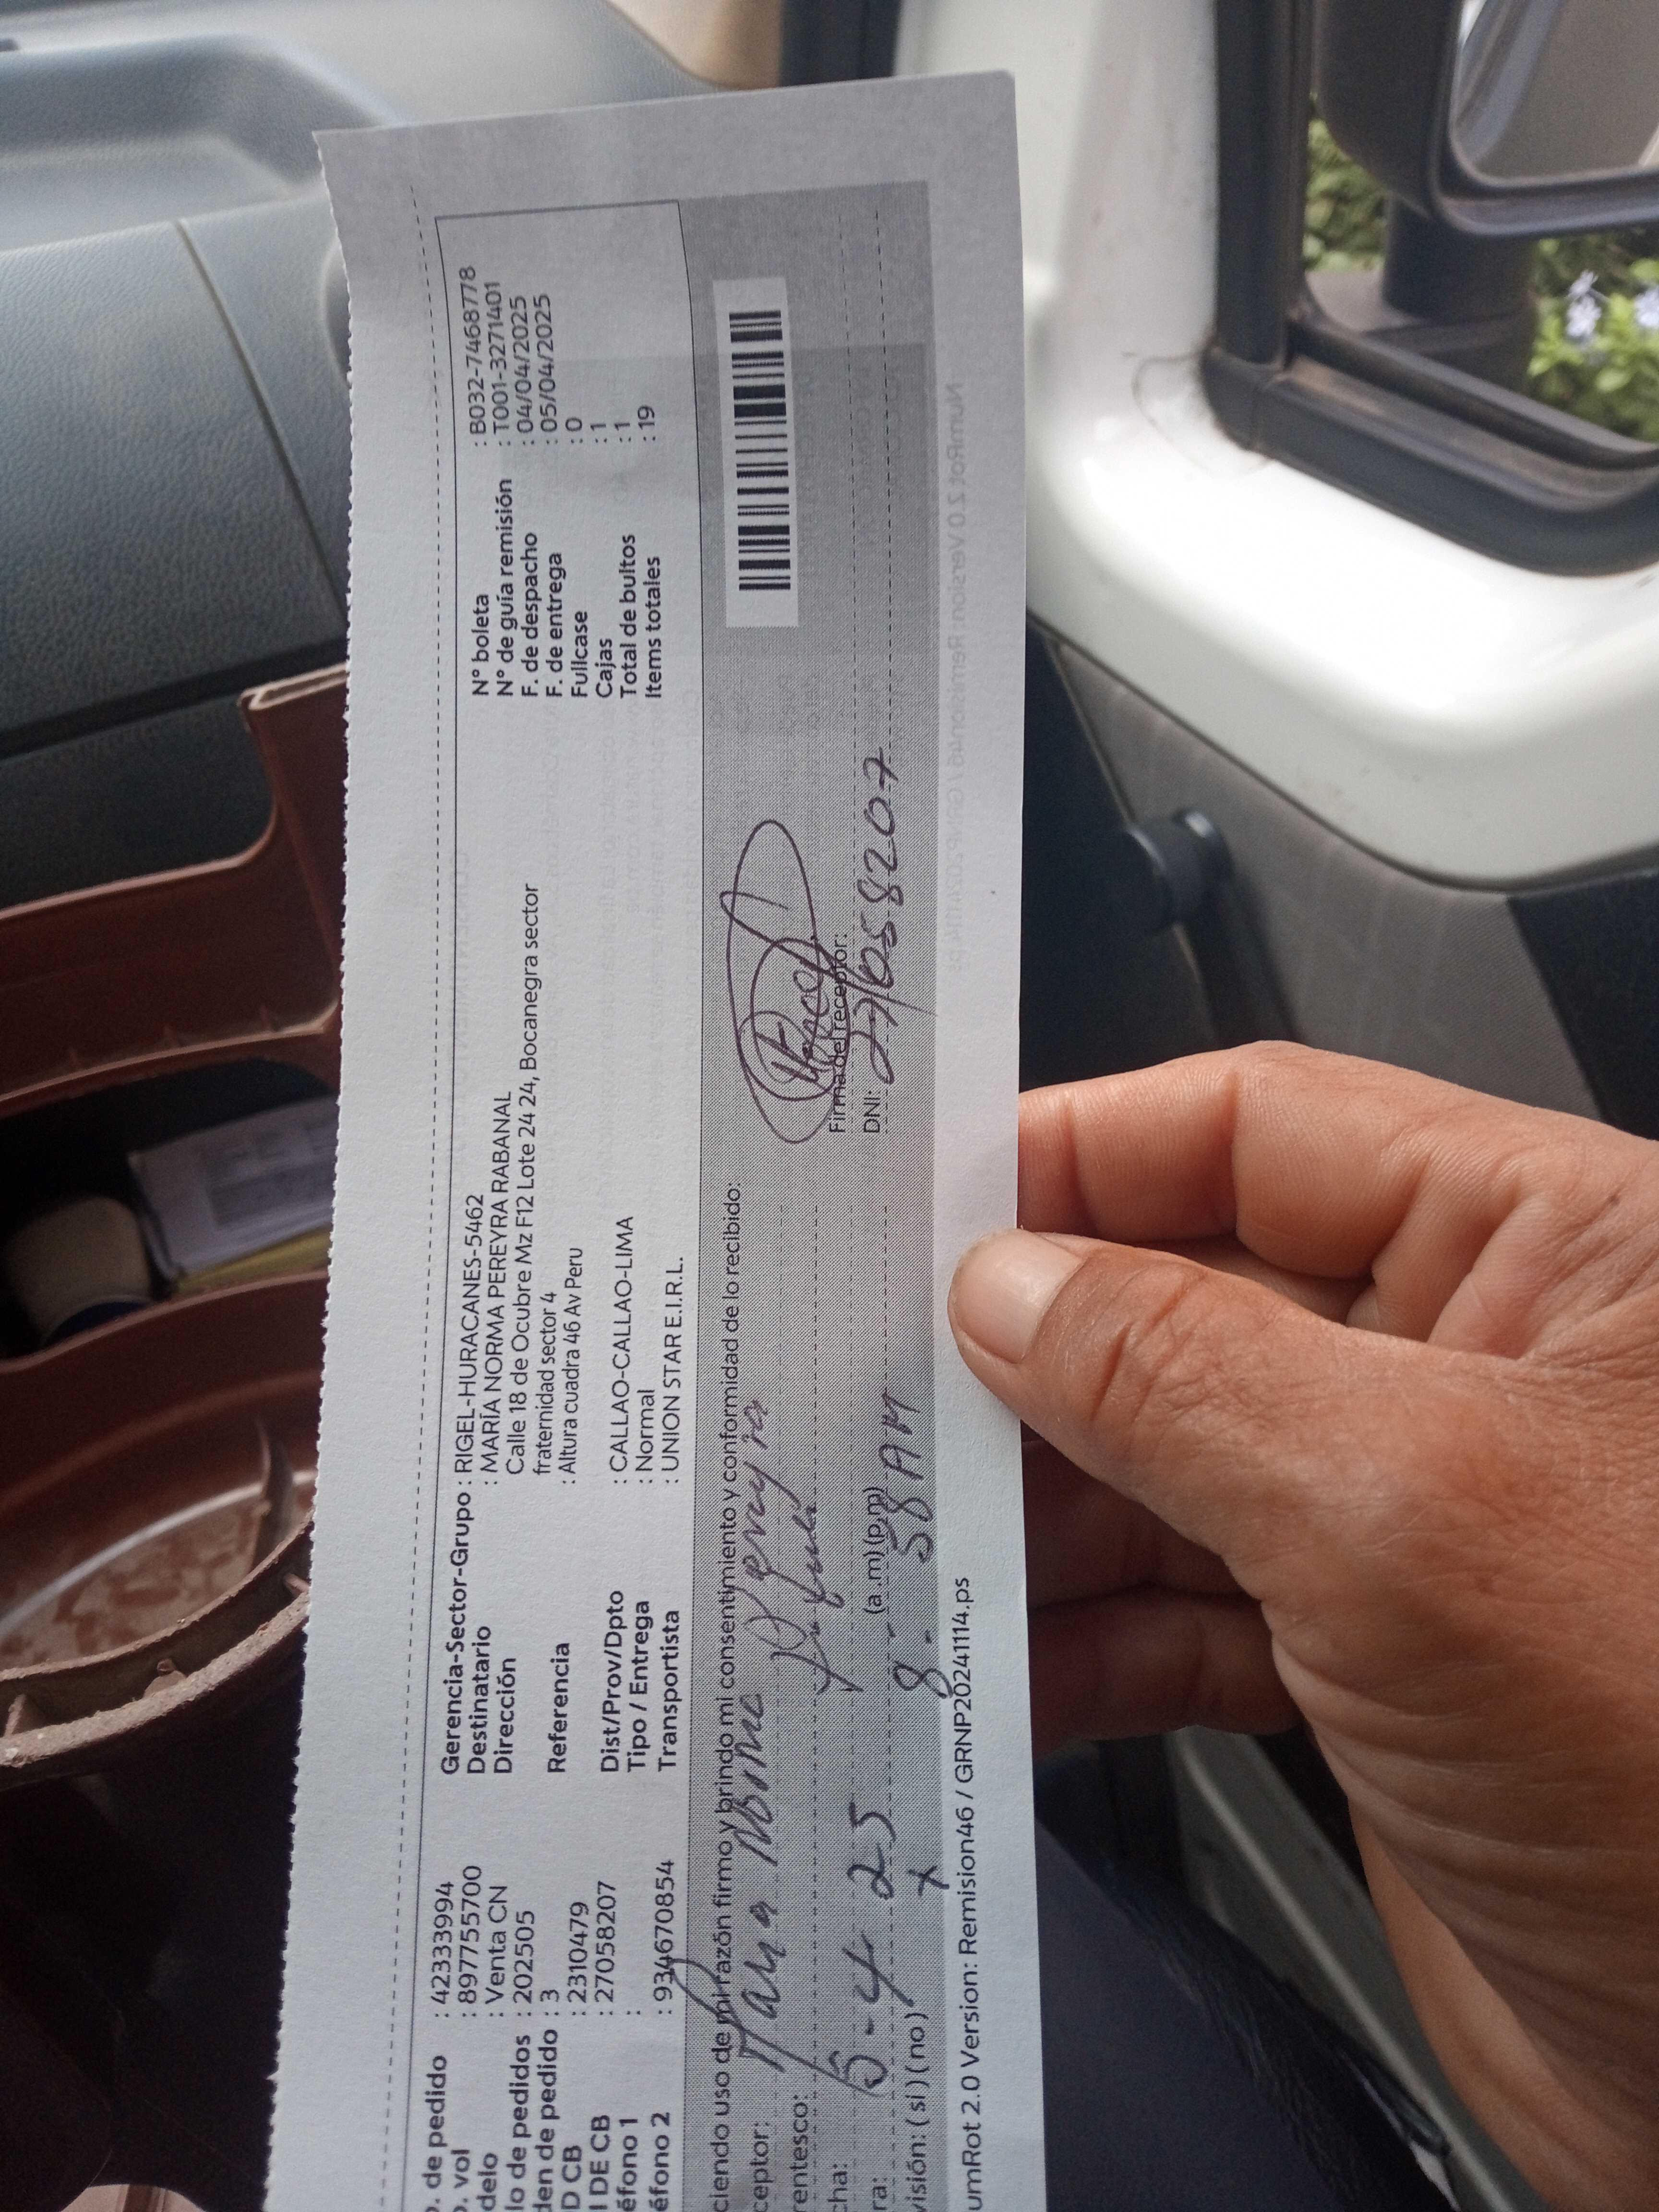 o. de pedido : 423339994
o. vol : 897755700
delo : Venta CN
lo de pedidos : 202505
den de pedido : 3
D CB : 2310479
I DE CB : 27058207
éfono 1 :
éfono 2 : 934670854
Gerencia-Sector-Grupo : RIGEL-HURACANES-5462
Destinatario : MARÍA NORMA PEREYRA RABANAL
Dirección Calle 18 de Ocubre Mz F12 Lote 24 24, Bocanegra sector
fraternidad sector 4
Referencia : Altura cuadra 46 Av Peru
Dist/Prov/Dpto : CALLAO-CALLAO-LIMA
Tipo / Entrega : Normal
Transportista : UNION STAR E.I.R.L.
N° boleta : B032-7468778
N° de guía remisión : T001-3271401
F. de despacho : 04/04/2025
F. de entrega : 05/04/2025
Fullcase : 0
Cajas : 1
Total de bultos : 1
Items totales : 19
ciendo uso de mi razón firmo y brindo mi consentimiento y conformidad de lo recibido:
ceptor: Maria Norma Pereyra
rentesco:
Firma del receptor:
cha: 5-4-25
DNI: 27058207
ra: 8-58 AM (a.m) (p.m)
visión: (si) (no) x
umRot 2.0 Version: Remision46 / GRNP20241114.ps